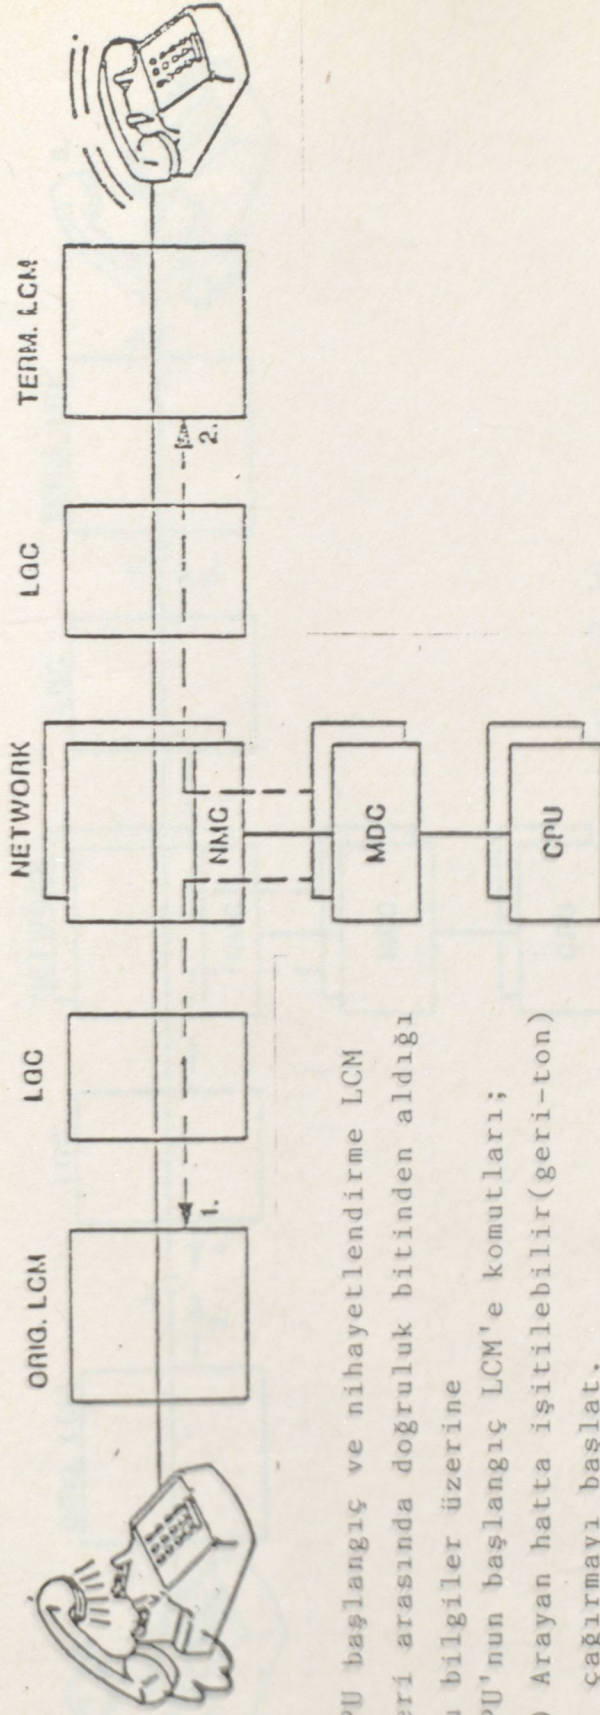 ORIG. LCM
LGC
NETWORK
LGC
TERM. LCM
1.
2.
NMC
MDC
CPU
PU başlangıç ve nihayetlendirme LCM
eri arasında doğruluk bitinden aldığı
u bilgiler üzerine
PU'nun başlangıç LCM'e komutları;
) Arayan hatta işitilebilir(geri-ton)
çağırmayı başlat.